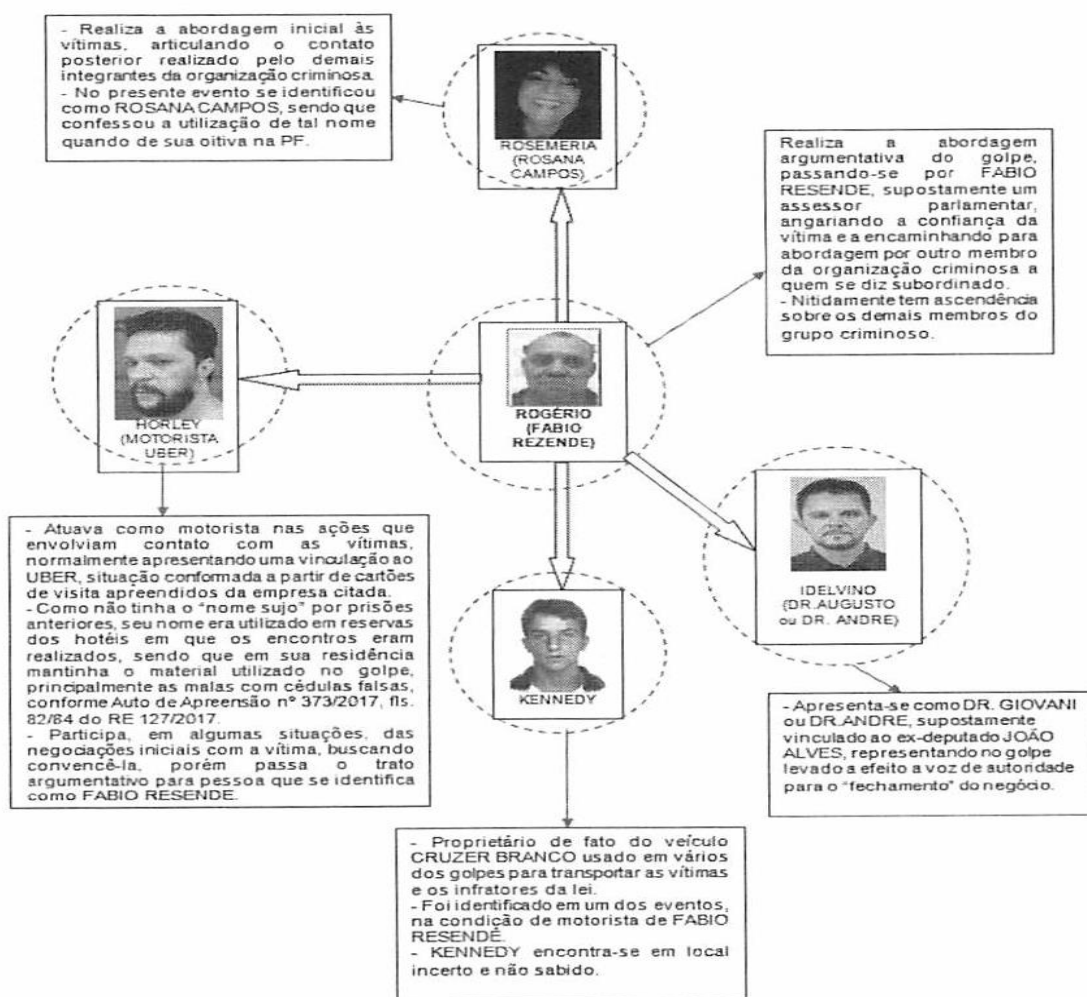 - Realiza a abordagem inicial às
vítimas, articulando o contato
posterior realizado pelo demais
integrantes da organização criminosa.
- No presente evento se identificou
como ROSANA CAMPOS, sendo que
confessou a utilização de tal nome
quando de sua oitiva na PF.
ROSEMERIA
(ROSANA
CAMPOS)
Realiza a abordagem
argumentativa do golpe,
passando-se por FABIO
RESENDE, supostamente um
assessor parlamentar,
angariando a confiança da
vítima e a encaminhando para
abordagem por outro membro
da organização criminosa a
quem se diz subordinado.
- Nitidamente tem ascendência
sobre os demais membros do
grupo criminoso.
HORLEY
(MOTORISTA
UBER)
ROGÉRIO
(FABIO
REZENDE)
- Atuava como motorista nas ações que
envolviam contato com as vítimas,
normalmente apresentando uma vinculação ao
UBER, situação conformada a partir de cartões
de visita apreendidos da empresa citada.
- Como não tinha o "nome sujo" por prisões
anteriores, seu nome era utilizado em reservas
dos hotéis em que os encontros eram
realizados, sendo que em sua residência
mantinha o material utilizado no golpe,
principalmente as malas com cédulas falsas,
conforme Auto de Apreensão nº 373/2017, fls.
82/84 do RE 127/2017.
- Participa, em algumas situações, das
negociações iniciais com a vítima, buscando
convencê-la, porém passa o trato
argumentativo para pessoa que se identifica
como FABIO RESENDE.
KENNEDY
IDELVINO
(DR.AUGUSTO
ou DR. ANDRE)
- Apresenta-se como DR. GIOVANI
ou DR.ANDRE, supostamente
vinculado ao ex-deputado JOÃO
ALVES, representando no golpe
levado a efeito a voz de autoridade
para o "fechamento" do negócio.
- Proprietário de fato do veículo
CRUZER BRANCO usado em vários
dos golpes para transportar as vítimas
e os infratores da lei.
- Foi identificado em um dos eventos,
na condição de motorista de FABIO
RESENDE.
- KENNEDY encontra-se em local
incerto e não sabido.